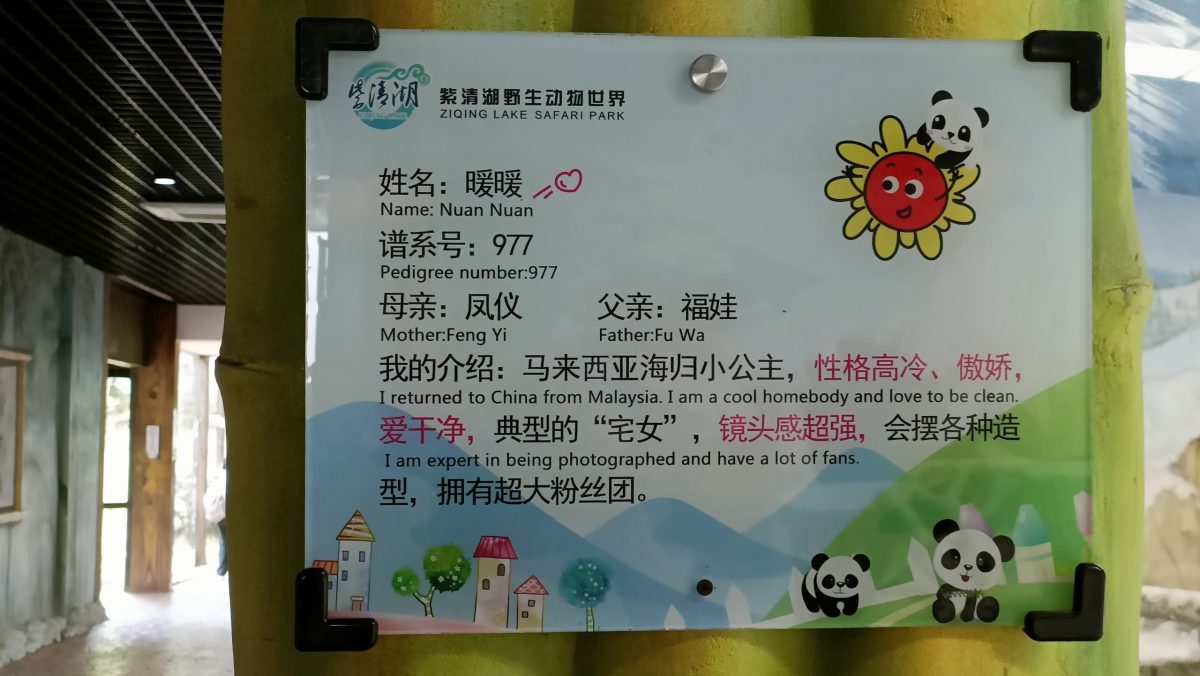 紫清湖
紫清湖野生动物世界
ZIQING LAKE SAFARI PARK
姓名：暖暖
Name: Nuan Nuan
谱系号：977
Pedigree number:977
母亲：凤仪 父亲：福娃
Mother:Feng Yi Father:Fu Wa
我的介绍：马来西亚海归小公主，性格高冷、傲娇，
I returned to China from Malaysia. I am a cool homebody and love to be clean.
爱干净，典型的“宅女”，镜头感超强，会摆各种造
I am expert in being photographed and have a lot of fans.
型，拥有超大粉丝团。